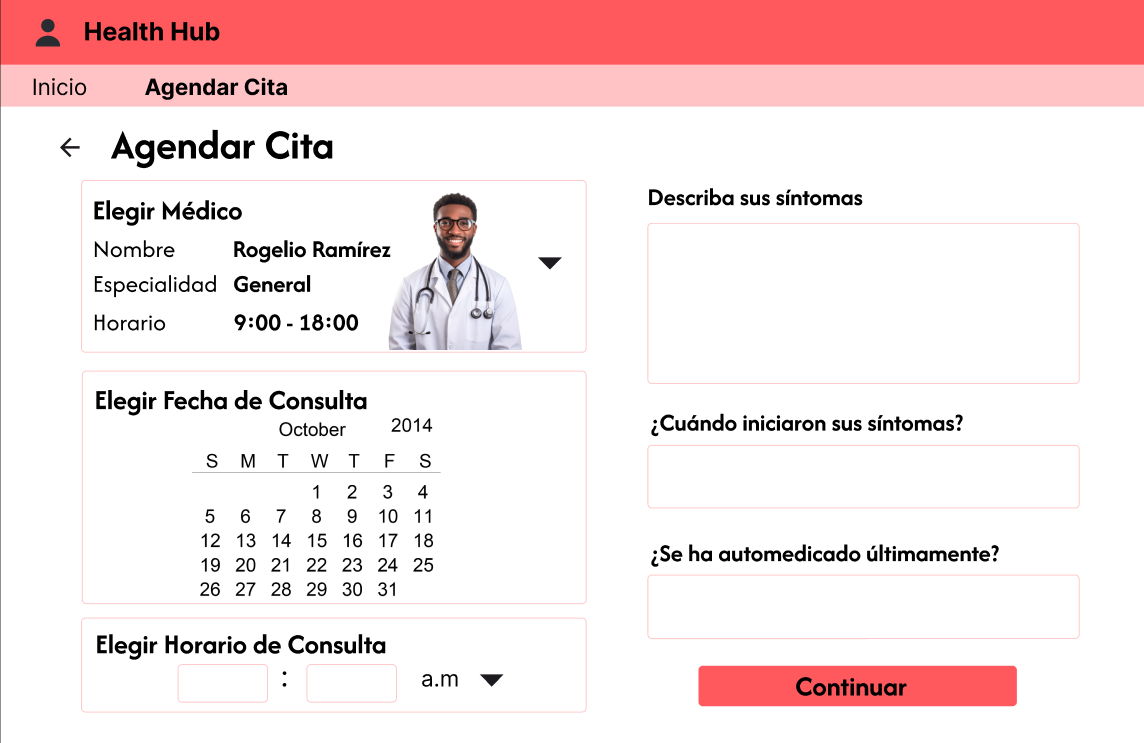 Health Hub
Inicio Agendar Cita
Agendar Cita
Elegir Médico
Nombre Rogelio Ramírez
Especialidad General
Horario 9:00 - 18:00
Elegir Fecha de Consulta
October 2014
S M T W T F S
1 2 3 4
5 6 7 8 9 10 11
12 13 14 15 16 17 18
19 20 21 22 23 24 25
26 27 28 29 30 31
Elegir Horario de Consulta
: a.m
Describa sus síntomas
¿Cuándo iniciaron sus síntomas?
¿Se ha automedicado últimamente?
Continuar